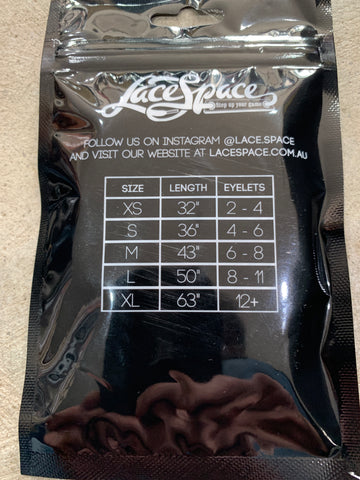 LaceSpace
Step up your game
FOLLOW US ON INSTAGRAM @LACE.SPACE
AND VISIT OUR WEBSITE AT LACESPACE.COM.AU
SIZE LENGTH EYELETS
XS 32" 2 - 4
S 36" 4 - 6
M 43" 6 - 8
L 50" 8 - 11
XL 63" 12+